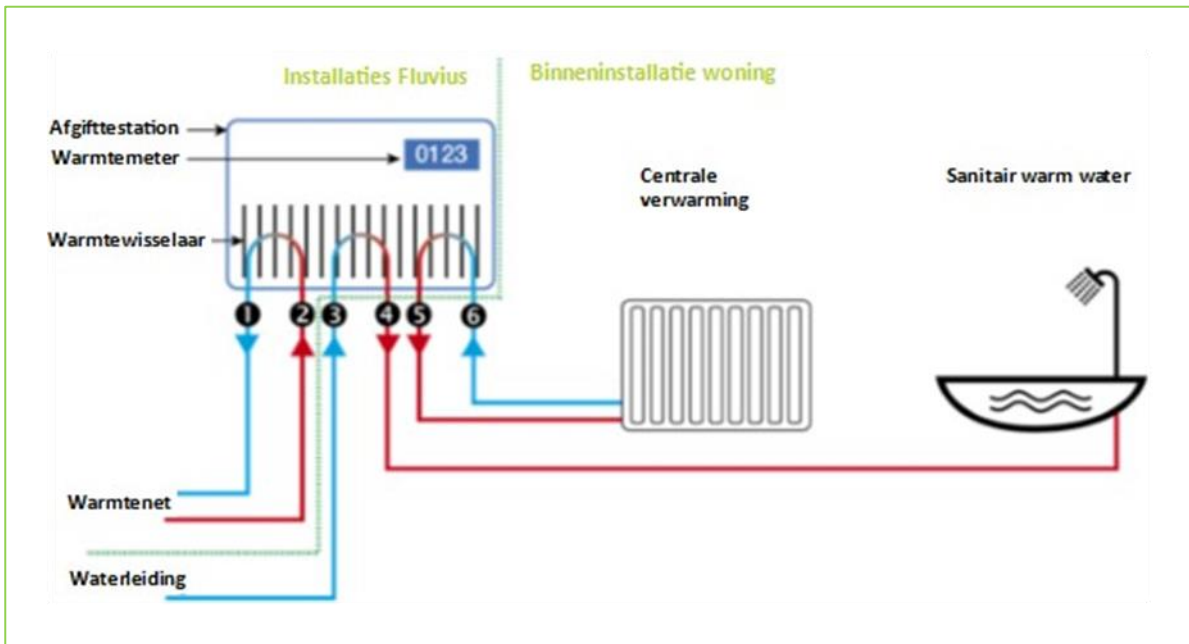 Installaties Fluvius
Binneninstallatie woning
Afgifttestation
Warmtemeter
0123
Centrale
verwarming
Sanitair warm water
Warmtewisselaar
1 2 3 4 5 6
Warmtenet
Waterleiding